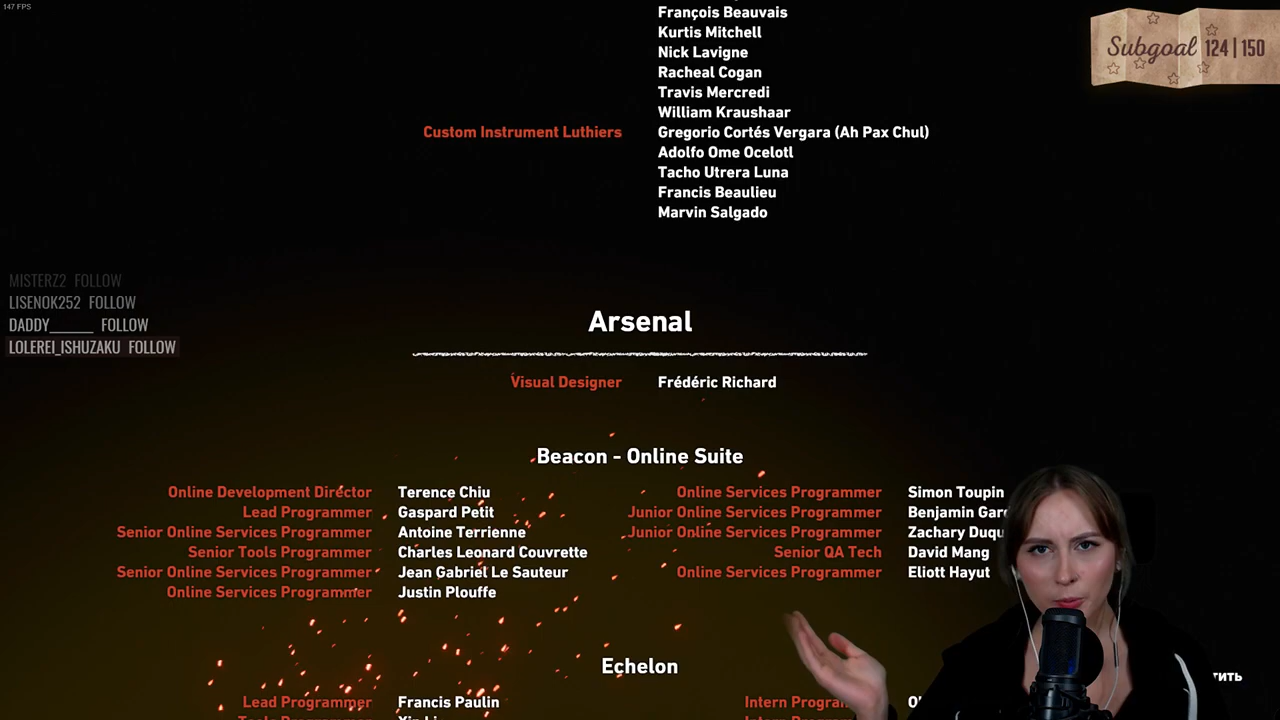 147 FPS
François Beauvais
Kurtis Mitchell
Nick Lavigne
Racheal Cogan
Travis Mercredi
William Kraushaar
Custom Instrument Luthiers Gregorio Cortés Vergara (Ah Pax Chul)
Adolfo Ome Ocelotl
Tacho Utrera Luna
Francis Beaulieu
Marvin Salgado
Subgoal 124|150
MISTERZ2 FOLLOW
LISENOK252 FOLLOW
DADDY______ FOLLOW
LOLEREI_ISHUZAKU FOLLOW
Arsenal
Visual Designer Frédéric Richard
Beacon - Online Suite
Online Development Director Terence Chiu
Lead Programmer Gaspard Petit
Senior Online Services Programmer Antoine Terrienne
Senior Tools Programmer Charles Leonard Couvrette
Senior Online Services Programmer Jean Gabriel Le Sauteur
Online Services Programmer Justin Plouffe
Online Services Programmer Simon Toupin
Junior Online Services Programmer Benjamin
Junior Online Services Programmer Zachary
Senior QA Tech David Mang
Online Services Programmer Eliott Hayut
Echelon
Lead Programmer Francis Paulin
Intern